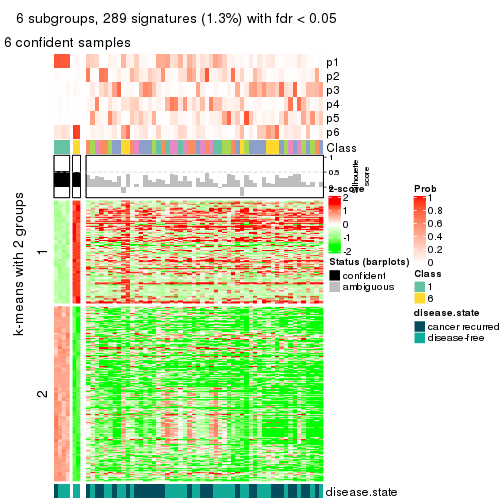 6 subgroups, 289 signatures (1.3%) with fdr < 0.05
6 confident samples
p1
p2
p3
p4
p5
p6
Class
1
0.5
0
Silhouette
score
k-means with 2 groups
1
2
z-score
2
1
0
-1
-2
Status (barplots)
confident
ambiguous
Prob
1
0.8
0.6
0.4
0.2
0
Class
1
6
disease.state
cancer recurred
disease-free
disease.state